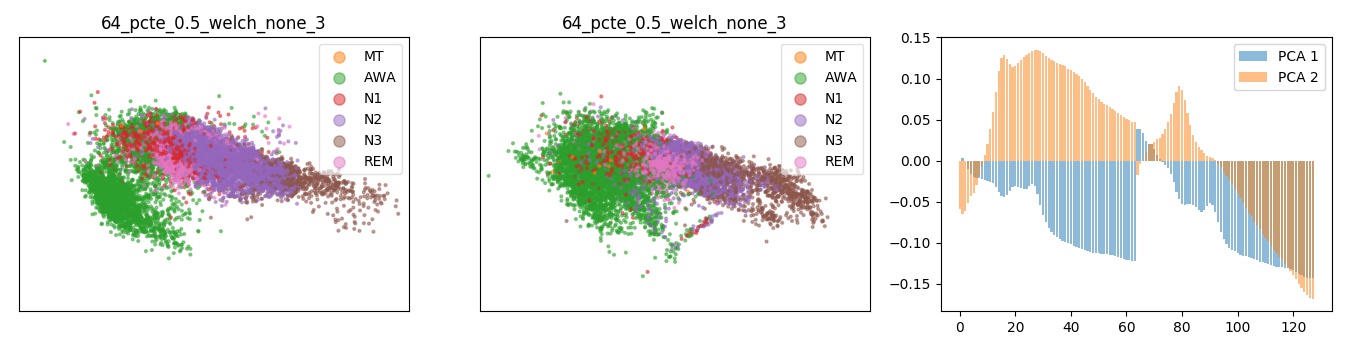 64_pcte_0.5_welch_none_3
MT
AWA
N1
N2
N3
REM
64_pcte_0.5_welch_none_3
MT
AWA
N1
N2
N3
REM
PCA 1
PCA 2
0.15
0.10
0.05
0.00
−0.05
−0.10
−0.15
0 20 40 60 80 100 120